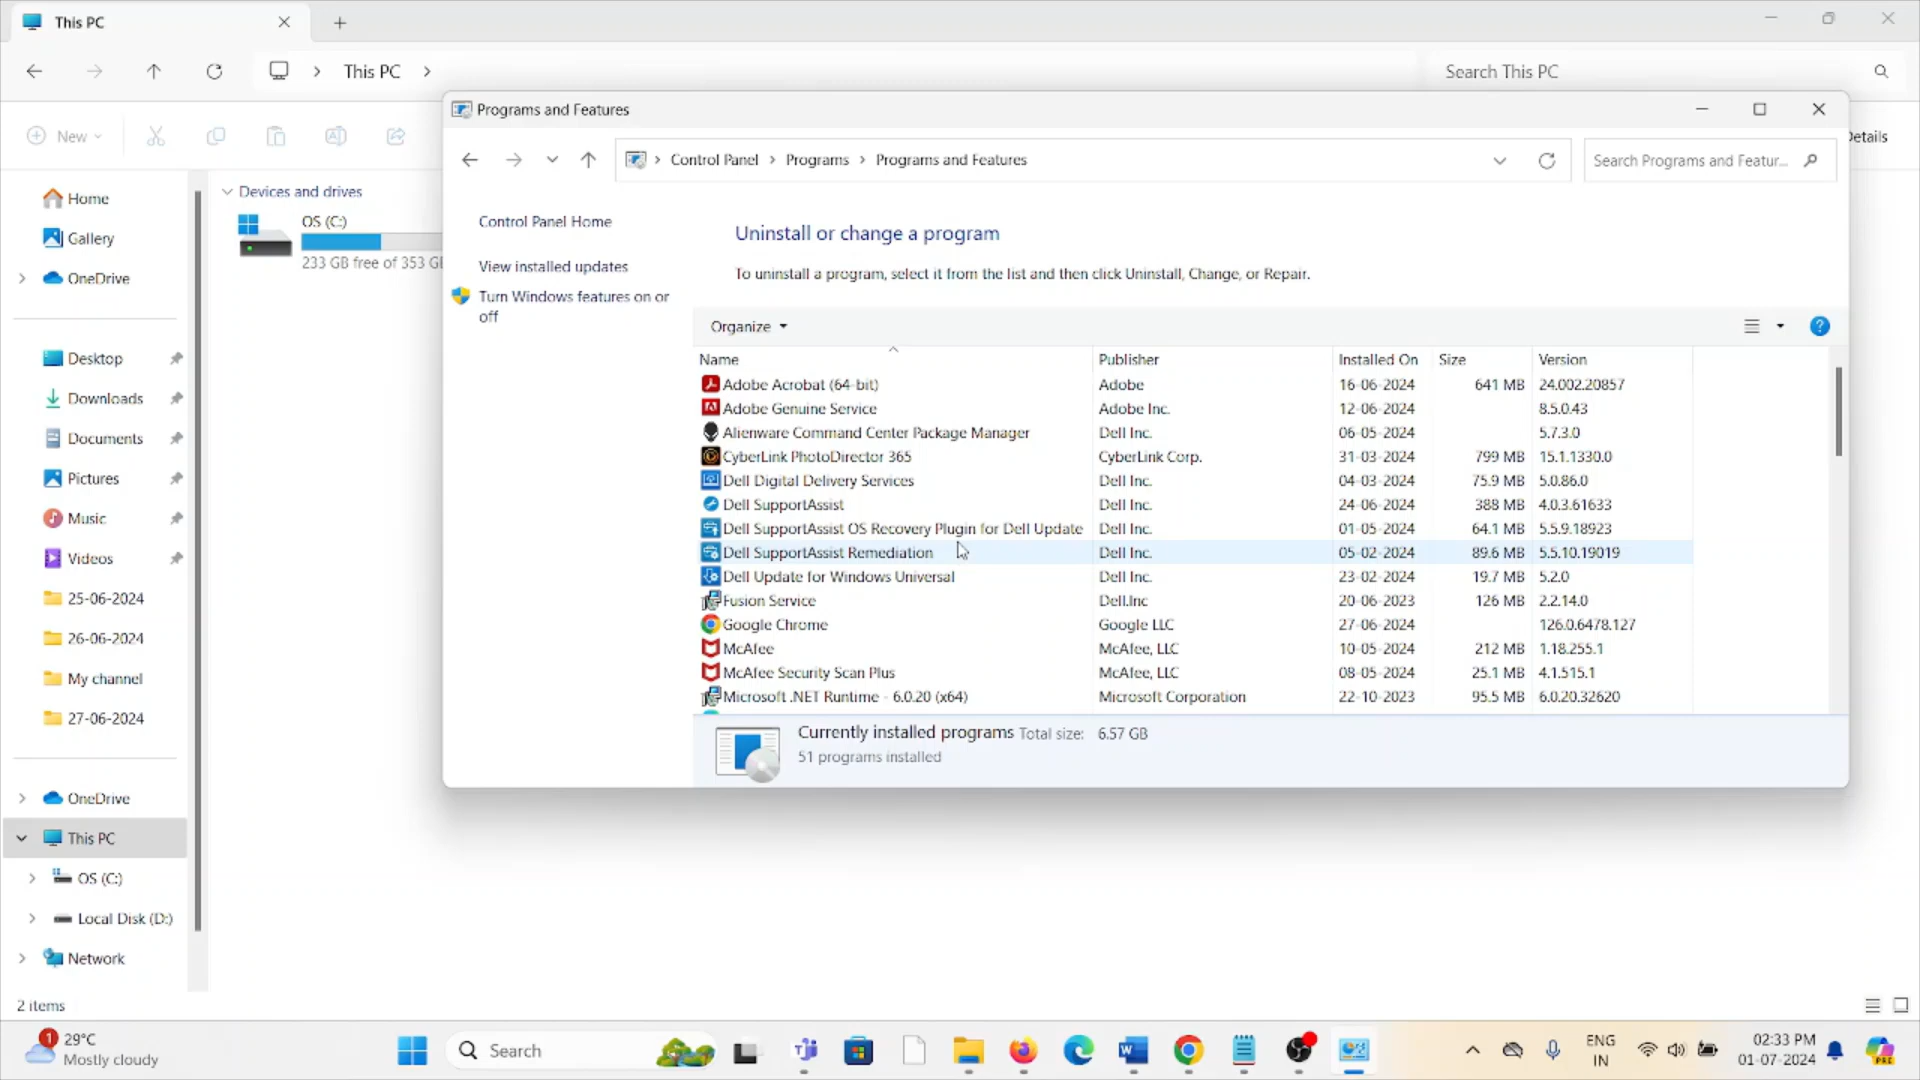 This PC
This PC
Search This PC
New
Details
Programs and Features
Control Panel Programs Programs and Features
Search Programs and Featur...
Home
Gallery
OneDrive
Desktop
Downloads
Documents
Pictures
Music
Videos
25-06-2024
26-06-2024
My channel
27-06-2024
OneDrive
This PC
OS (C:)
Local Disk (D:)
Network
2 items
Devices and drives
OS (C:)
233 GB free of 353 G
Control Panel Home
View installed updates
Turn Windows features on or
off
Uninstall or change a program
To uninstall a program, select it from the list and then click Uninstall, Change, or Repair.
Organize
Name Publisher Installed On Size Version
Adobe Acrobat (64-bit) Adobe 16-06-2024 641 MB 24.002.20857
Adobe Genuine Service Adobe Inc. 12-06-2024 8.5.0.43
Alienware Command Center Package Manager Dell Inc. 06-05-2024 5.7.3.0
CyberLink PhotoDirector 365 CyberLink Corp. 31-03-2024 799 MB 15.1.1330.0
Dell Digital Delivery Services Dell Inc. 04-03-2024 75.9 MB 5.0.86.0
Dell SupportAssist Dell Inc. 24-06-2024 388 MB 4.0.3.61633
Dell SupportAssist OS Recovery Plugin for Dell Update Dell Inc. 01-05-2024 64.1 MB 5.5.9.18923
Dell SupportAssist Remediation Dell Inc. 05-02-2024 89.6 MB 5.5.10.19019
Dell Update for Windows Universal Dell Inc. 23-02-2024 19.7 MB 5.2.0
Fusion Service Dell.Inc 20-06-2023 126 MB 2.2.14.0
Google Chrome Google LLC 27-06-2024 126.0.6478.127
McAfee McAfee, LLC 10-05-2024 212 MB 1.18.255.1
McAfee Security Scan Plus McAfee, LLC 08-05-2024 25.1 MB 4.1.515.1
Microsoft .NET Runtime - 6.0.20 (x64) Microsoft Corporation 22-10-2023 95.5 MB 6.0.20.32620
Currently installed programs Total size: 6.57 GB
51 programs installed
1
29°C
Mostly cloudy
Search
ENG
IN
02:33 PM
01-07-2024
PRE